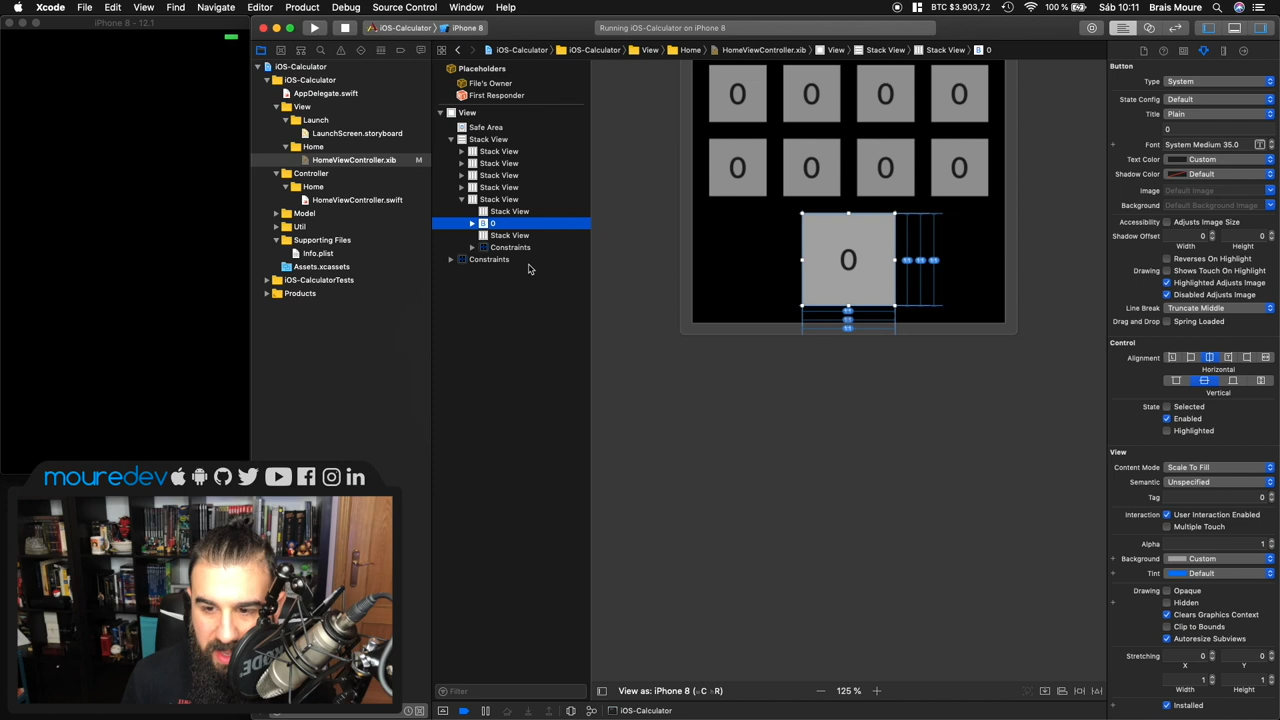 Xcode File Edit View Find Navigate Editor Product Debug Source Control Window Help
BTC $3.903,72 100 % Sáb 10:11 Brais Moure
iPhone 8 - 12.1
iOS-Calculator iPhone 8
Running iOS-Calculator on iPhone 8
iOS-Calculator iOS-Calculator View Home HomeViewController.xib View Stack View Stack View B 0
iOS-Calculator
iOS-Calculator
AppDelegate.swift
View
Launch
LaunchScreen.storyboard
Home
HomeViewController.xib M
Controller
Home
HomeViewController.swift
Model
Util
Supporting Files
Info.plist
Assets.xcassets
iOS-CalculatorTests
Products
Placeholders
File's Owner
First Responder
View
Safe Area
Stack View
Stack View
Stack View
Stack View
Stack View
Stack View
Stack View
B 0
Stack View
Constraints
Constraints
Filter
0 0 0 0
0 0 0 0
0
View as: iPhone 8 (wC hR)
125 %
iOS-Calculator
Button
Type System
State Config Default
Title Plain
0
Font System Medium 35.0
Text Color Custom
Shadow Color Default
Image Default Image
Background Default Background Image
Accessibility Adjusts Image Size
Shadow Offset 0 0
Width Height
Reverses On Highlight
Drawing Shows Touch On Highlight
Highlighted Adjusts Image
Disabled Adjusts Image
Line Break Truncate Middle
Drag and Drop Spring Loaded
Control
Alignment
Horizontal
Vertical
State Selected
Enabled
Highlighted
View
Content Mode Scale To Fill
Semantic Unspecified
Tag 0
Interaction User Interaction Enabled
Multiple Touch
Alpha 1
Background Custom
Tint Default
Drawing Opaque
Hidden
Clears Graphics Context
Clip to Bounds
Autoresize Subviews
Stretching 0 0
X Y
1 1
Width Height
Installed
mouredev